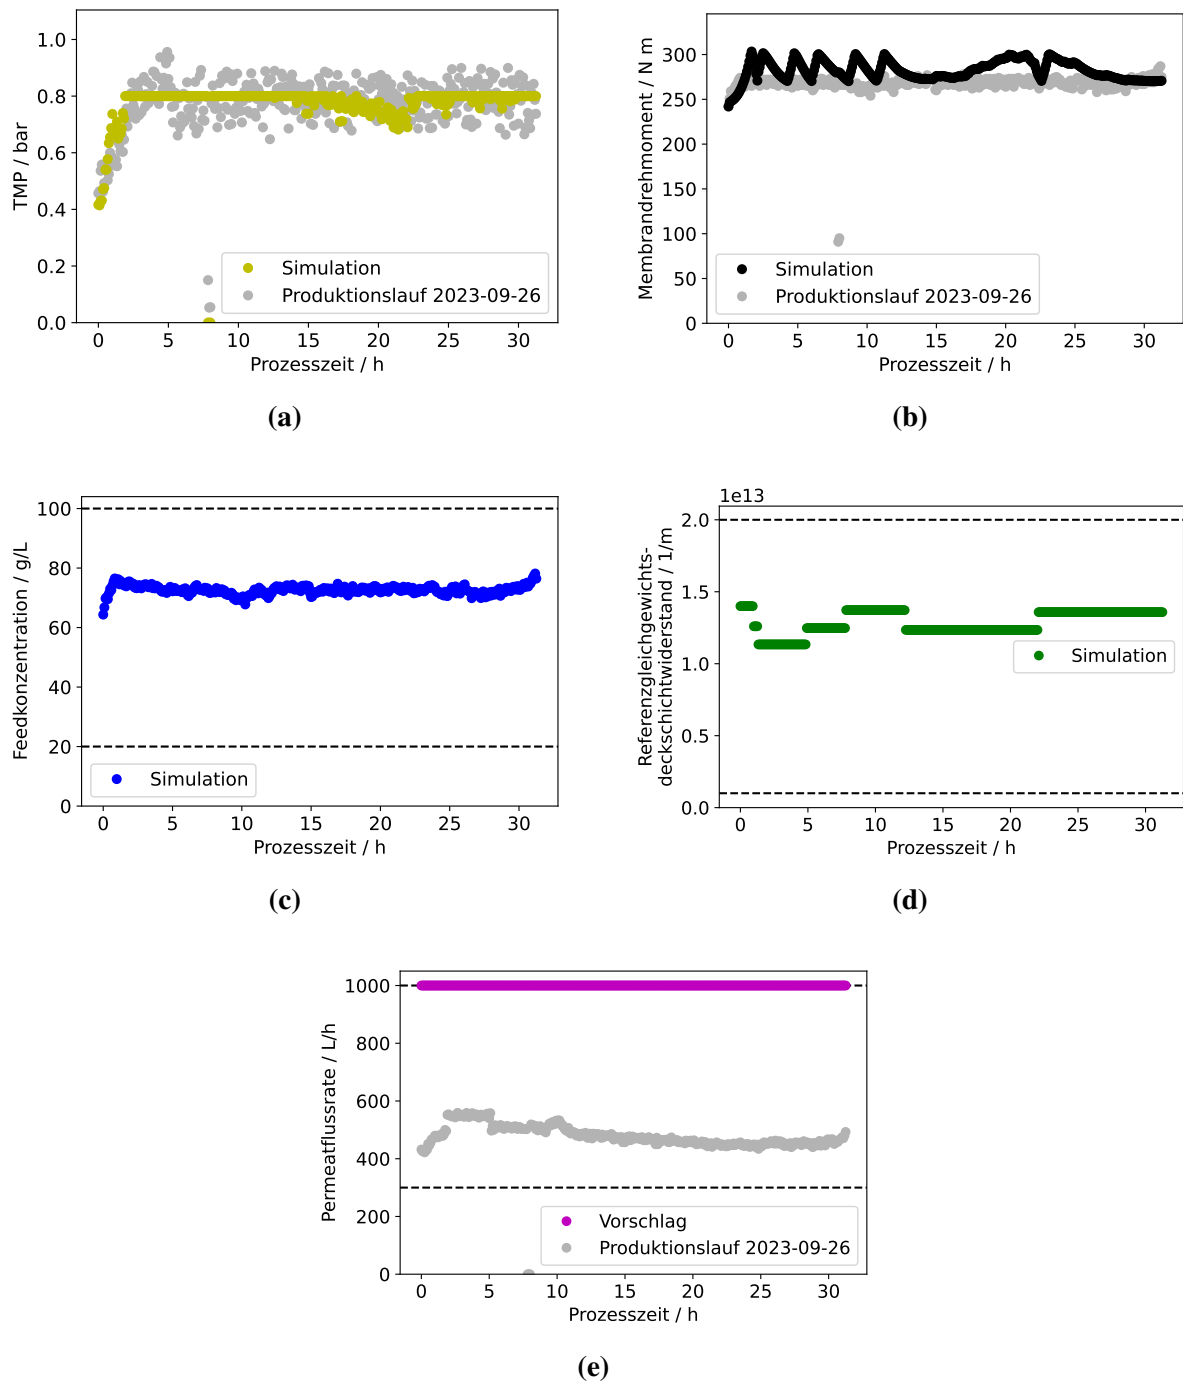 TMP / bar
1.0
0.8
0.6
0.4
0.2
0.0
Simulation
Produktionslauf 2023-09-26
0 5 10 15 20 25 30
Prozesszeit / h
(a)
Membrandrehmoment / N m
300
250
200
150
100
50
0
Simulation
Produktionslauf 2023-09-26
0 5 10 15 20 25 30
Prozesszeit / h
(b)
Feedkonzentration / g/L
100
80
60
40
20
0
Simulation
0 5 10 15 20 25 30
Prozesszeit / h
(c)
1e13
Referenzgleichgewichts-
deckschichtwiderstand / 1/m
2.0
1.5
1.0
0.5
0.0
Simulation
0 5 10 15 20 25 30
Prozesszeit / h
(d)
Permeatflussrate / L/h
1000
800
600
400
200
0
Vorschlag
Produktionslauf 2023-09-26
0 5 10 15 20 25 30
Prozesszeit / h
(e)